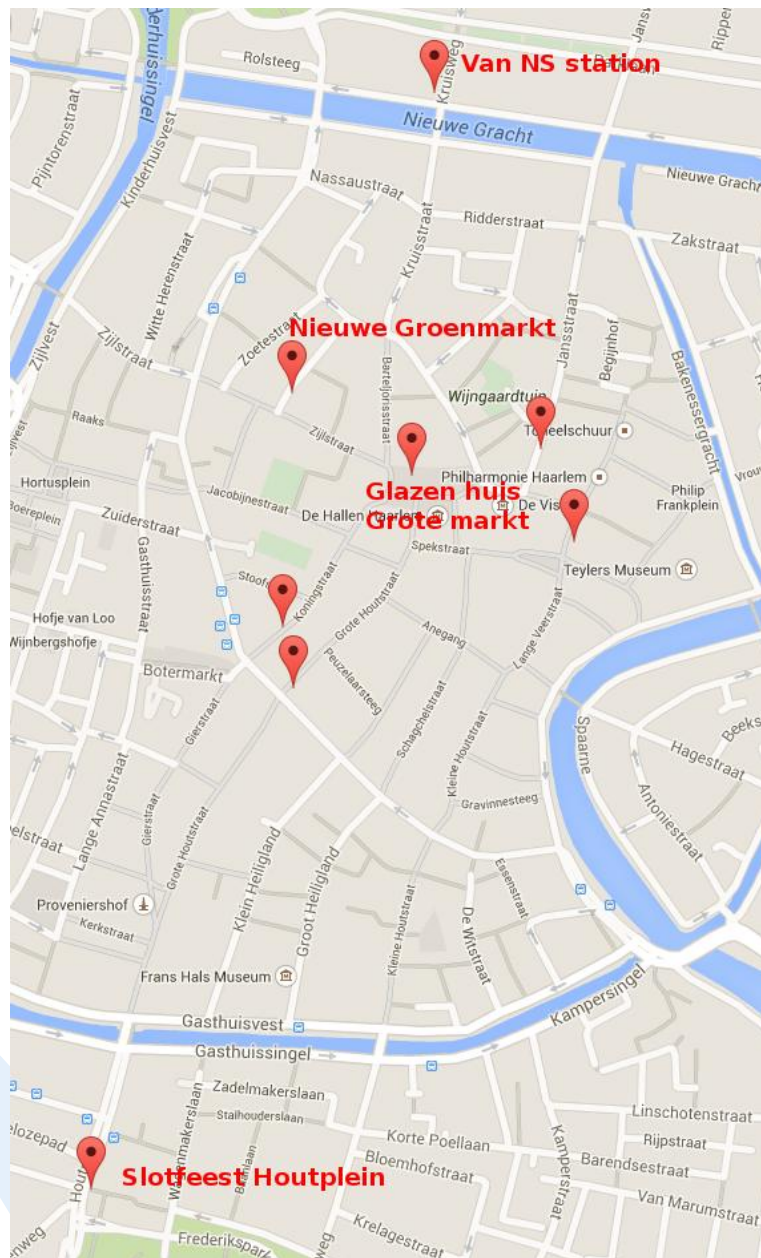 Rolsteeg
Kruisweg
Van NS station
Nieuwe Gracht
Pijntorenstraat
Kinderhuisvest
Nassaustraat
Nieuwe Grach
Ridderstraat
Zakstraat
Kruisstraat
Witte Herenstraat
Zijlstraat
Zijlvest
Nieuwe Groenmarkt
Zoetestraat
Barteljorisstraat
Jansstraat
Begijnhof
Bakenessergracht
Wijngaardtuin
Raaks
Zijlstraat
Toneelschuur
Philharmonie Haarlem
Hortusplein
Jacobijnestraat
Glazen huis
Grote markt
De Hallen Haarlem
Philip
Frankplein
Zuiderstraat
Gasthuisstraat
Spekstraat
Teylers Museum
Koningstraat
Grote Houtstraat
Hofje van Loo
Wijnbergshofje
Anegang
Lange Veerstraat
Botermarkt
Peuzelaarsteeg
Gierstraat
Schagchelstraat
Kleine Houtstraat
Spaarne
Hagestraat
Antoniestraat
Gravinnesteeg
Lange Annastraat
Gierstraat
Grote Houtstraat
Klein Heiligland
Groot Heiligland
Essenstraat
De Witstraat
Proveniershof
Kerkstraat
Kleine Houtstraat
Frans Hals Museum
Gasthuisvest
Gasthuissingel
Kampersingel
Zadelmakerslaan
Stalhouderslaan
Linschotenstraat
Korte Poellaan
Rijpstraat
Kamperstraat
Barendsestraat
Bloemhofstraat
Slotfeest Houtplein
Van Marumstraat
Krelagestraat
Frederikspark